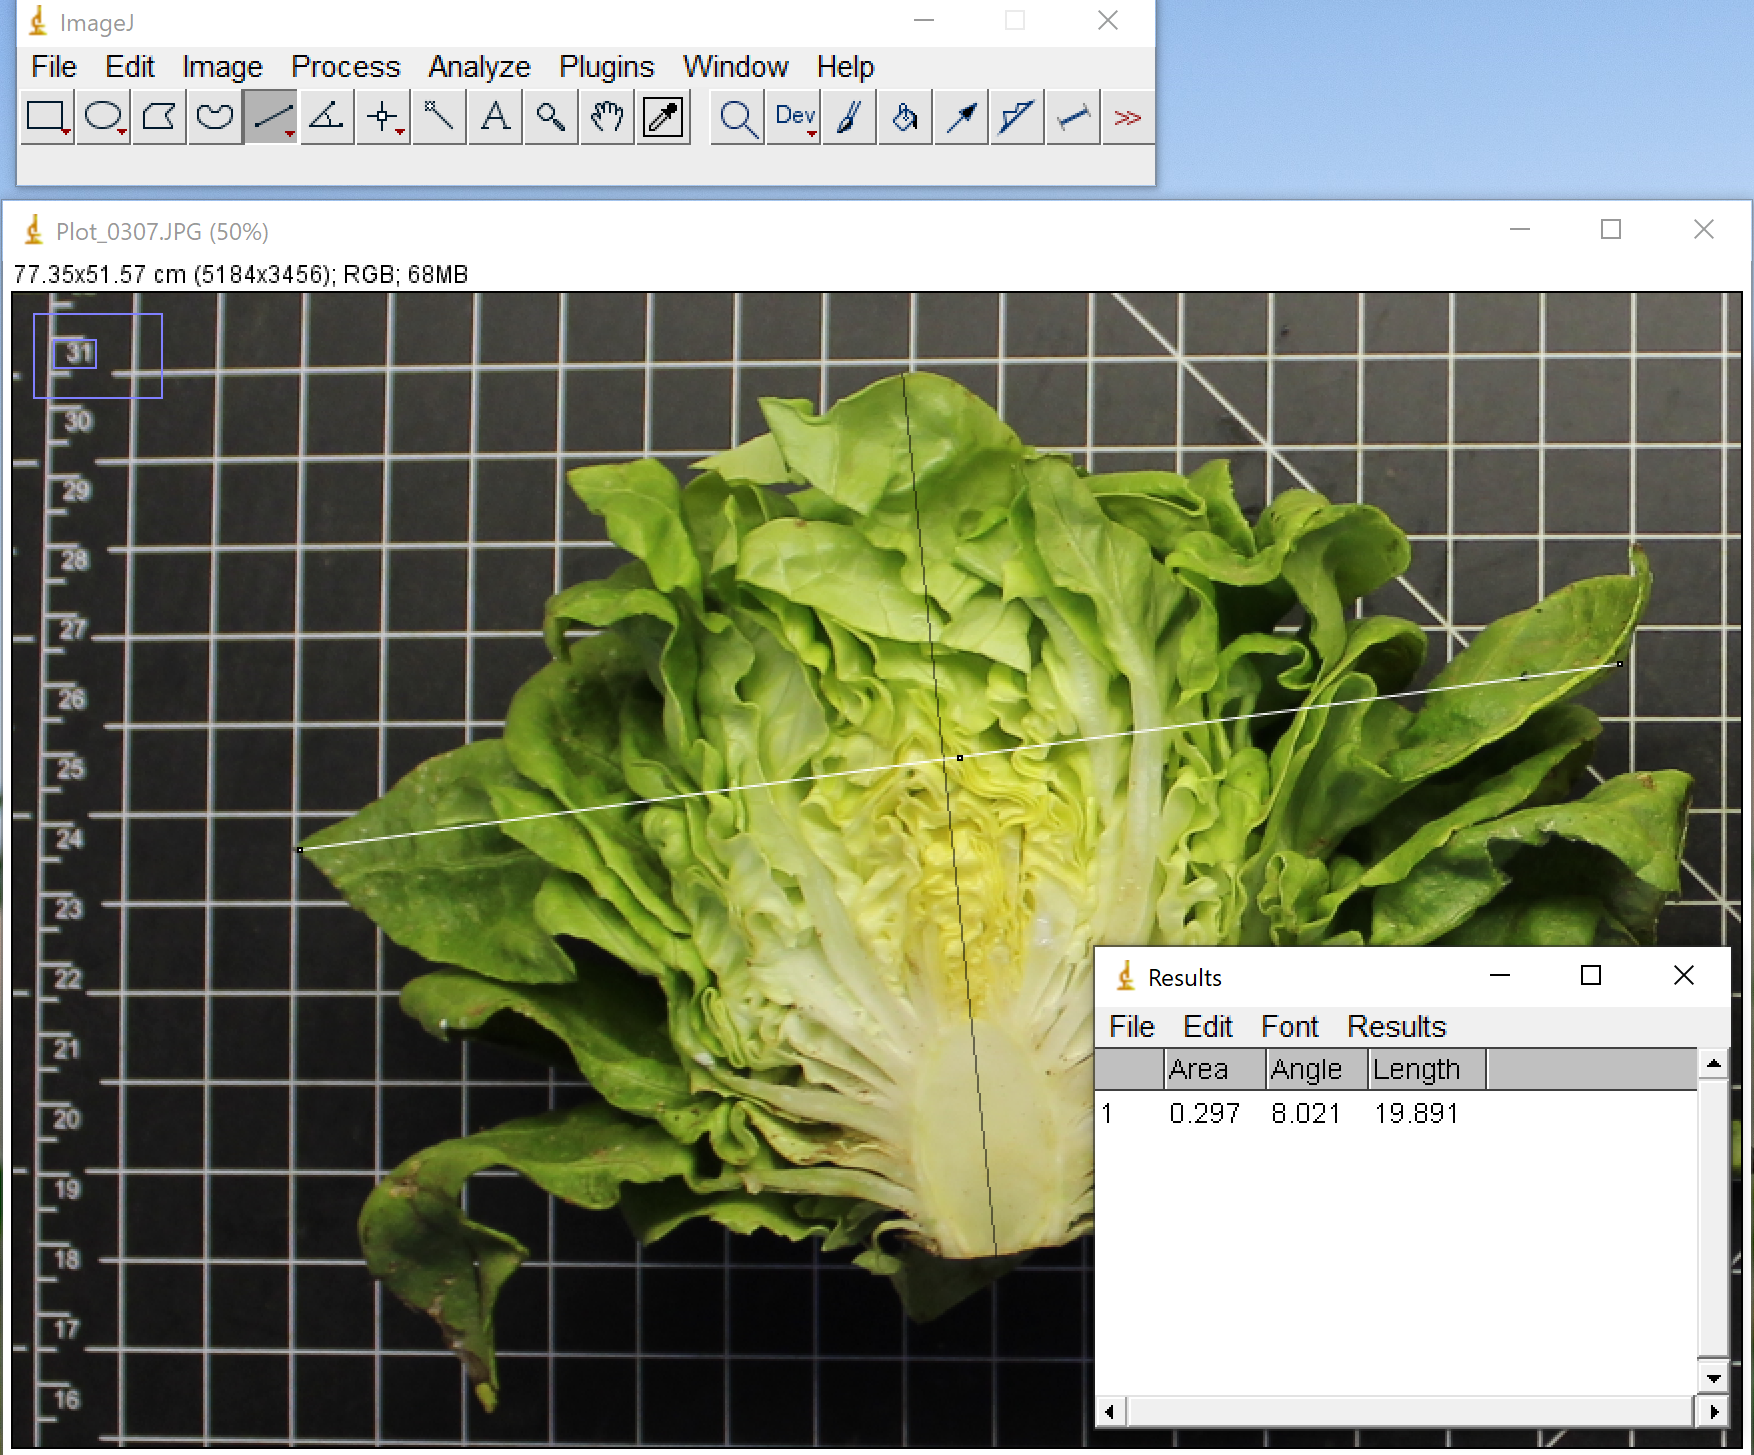 ImageJ
File Edit Image Process Analyze Plugins Window Help
A Dev >>
Plot_0307.JPG (50%)
77.35x51.57 cm (5184x3456); RGB; 68MB
31
30
29
28
27
26
25
24
23
22
21
20
19
18
17
16
Results
File Edit Font Results
Area Angle Length
1 0.297 8.021 19.891